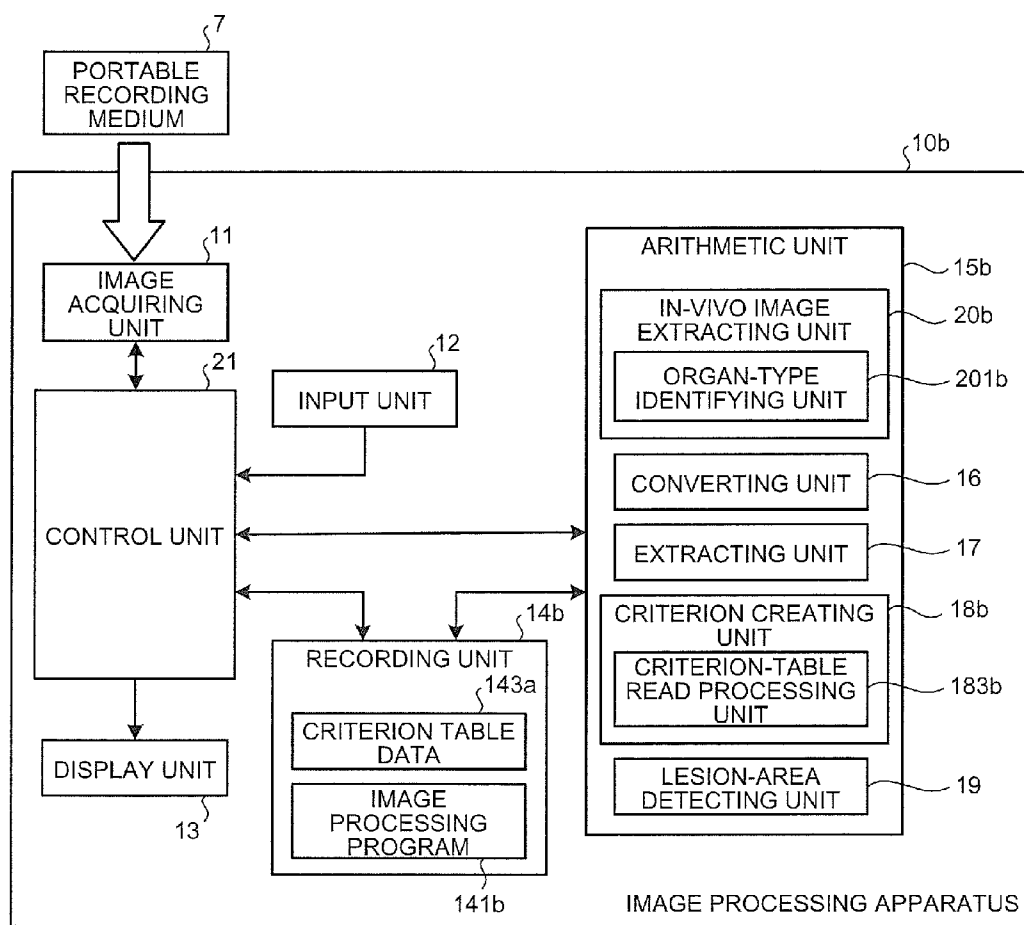 7
PORTABLE
RECORDING
MEDIUM
10b
11
IMAGE
ACQUIRING
UNIT
21
CONTROL UNIT
12
INPUT UNIT
14b
RECORDING UNIT
143a
CRITERION TABLE
DATA
IMAGE
PROCESSING
PROGRAM
141b
DISPLAY UNIT
13
ARITHMETIC UNIT
15b
IN-VIVO IMAGE
EXTRACTING UNIT
20b
ORGAN-TYPE
IDENTIFYING UNIT
201b
CONVERTING UNIT
16
EXTRACTING UNIT
17
CRITERION CREATING
UNIT
18b
CRITERION-TABLE
READ PROCESSING
UNIT
183b
LESION-AREA
DETECTING UNIT
19
IMAGE PROCESSING APPARATUS